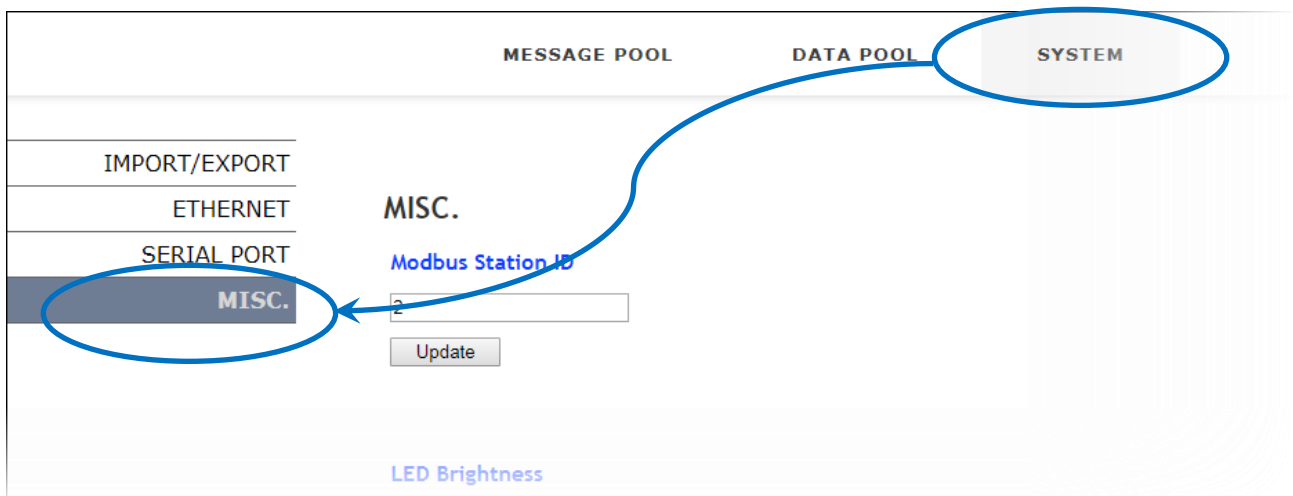 MESSAGE POOL DATA POOL SYSTEM
IMPORT/EXPORT
ETHERNET
SERIAL PORT
MISC.
MISC.
Modbus Station ID
2
Update
LED Brightness